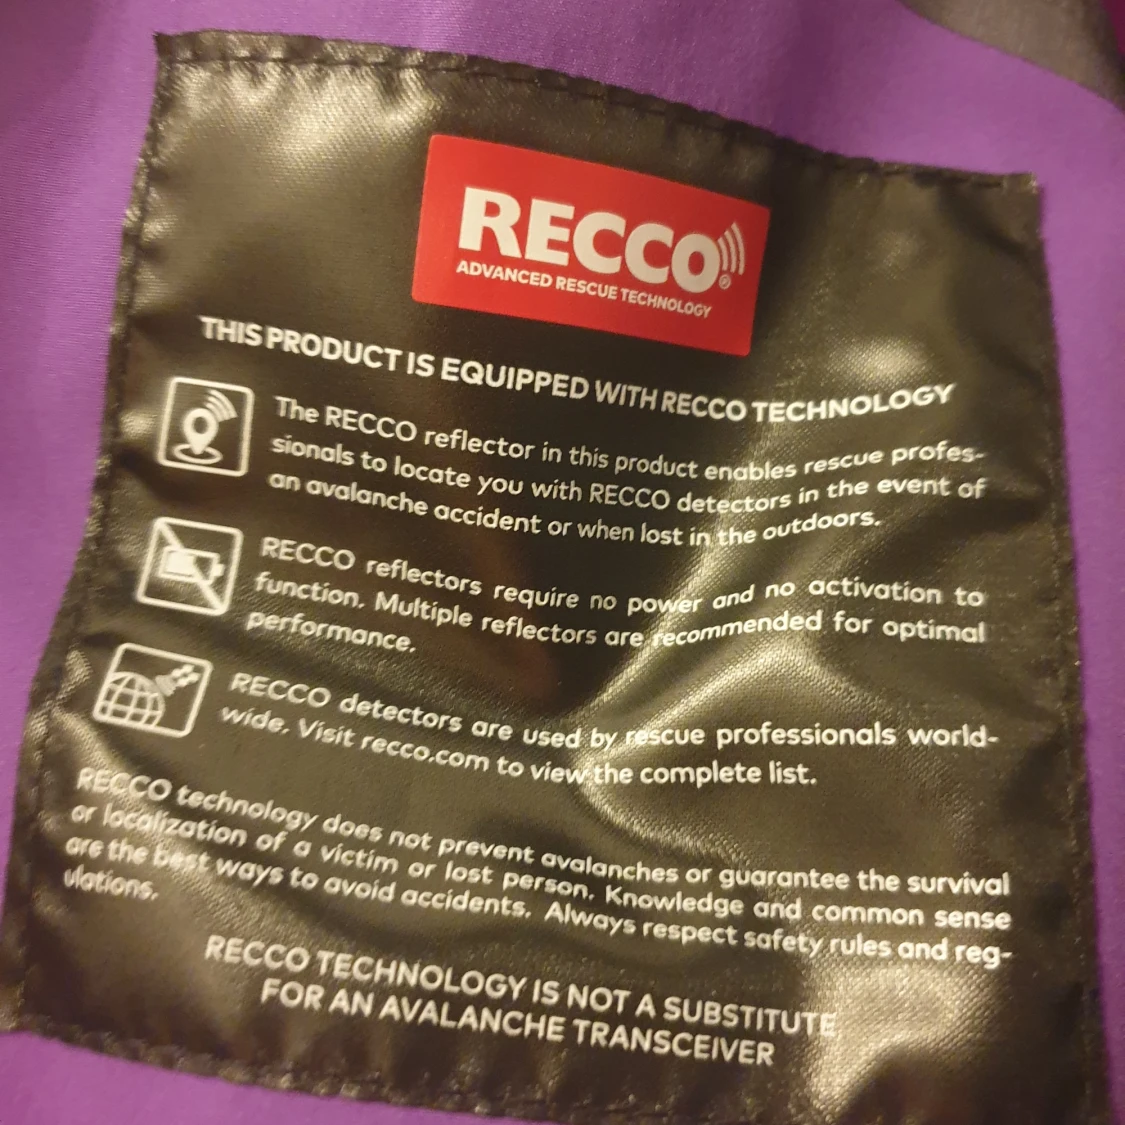 RECCO®
ADVANCED RESCUE TECHNOLOGY
THIS PRODUCT IS EQUIPPED WITH RECCO TECHNOLOGY
The RECCO reflector in this product enables rescue profes-
sionals to locate you with RECCO detectors in the event of
an avalanche accident or when lost in the outdoors.
RECCO reflectors require no power and no activation to
function. Multiple reflectors are recommended for optimal
performance.
RECCO detectors are used by rescue professionals world-
wide. Visit recco.com to view the complete list.
RECCO technology does not prevent avalanches or guarantee the survival
or localization of a victim or lost person. Knowledge and common sense
are the best ways to avoid accidents. Always respect safety rules and reg-
ulations.
RECCO TECHNOLOGY IS NOT A SUBSTITUTE
FOR AN AVALANCHE TRANSCEIVER